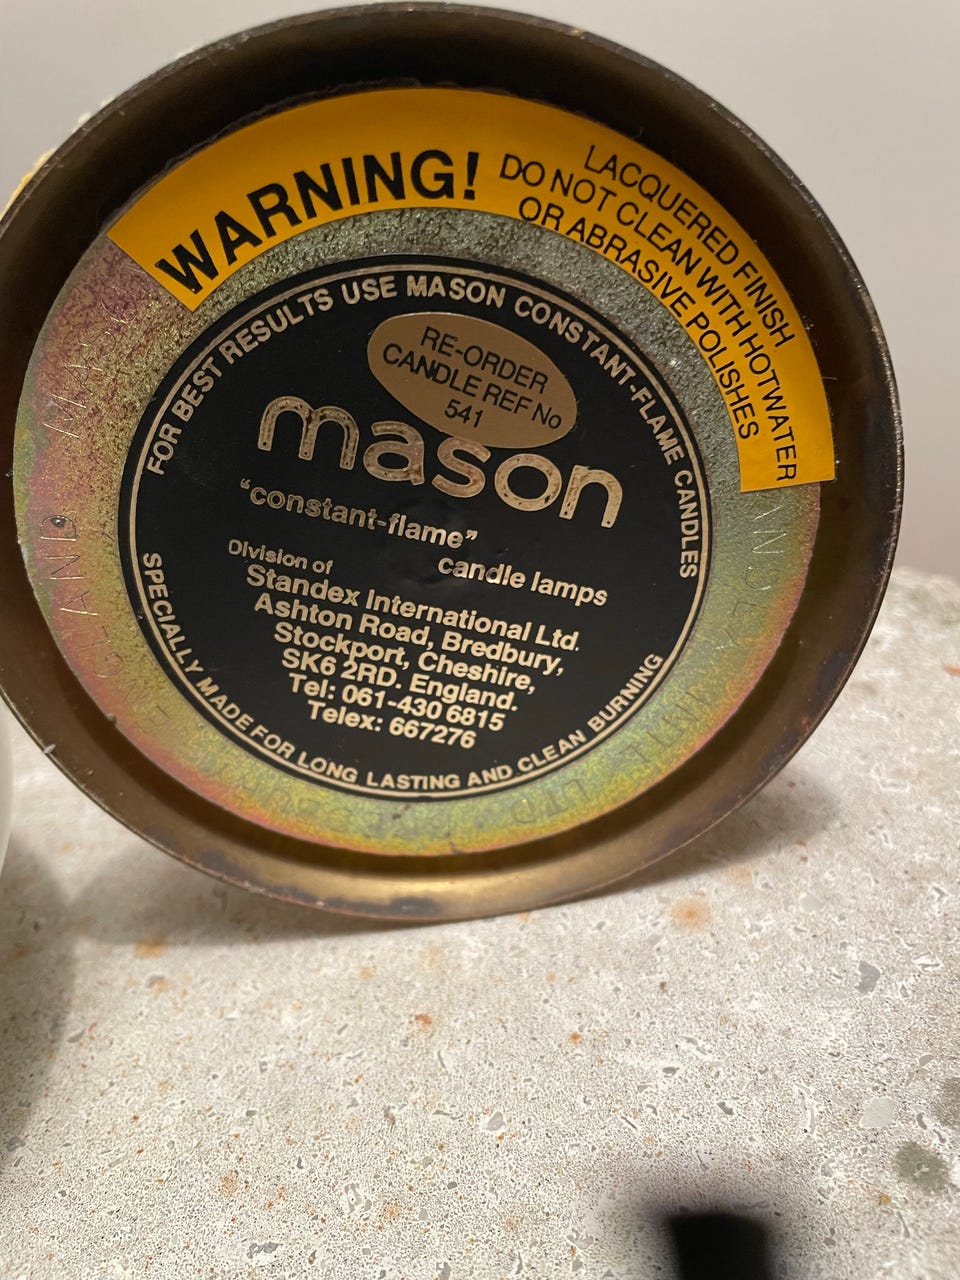 WARNING!
LACQUERED FINISH
DO NOT CLEAN WITH HOTWATER
OR ABRASIVE POLISHES
FOR BEST RESULTS USE MASON CONSTANT-FLAME CANDLES
RE-ORDER
CANDLE REF No
541
mason
“constant-flame”
candle lamps
Division of
Standex International Ltd.
Ashton Road, Bredbury,
Stockport, Cheshire,
SK6 2RD. England.
Tel: 061-430 6815
Telex: 667276
SPECIALLY MADE FOR LONG LASTING AND CLEAN BURNING
INTL LTD
ENGLAND